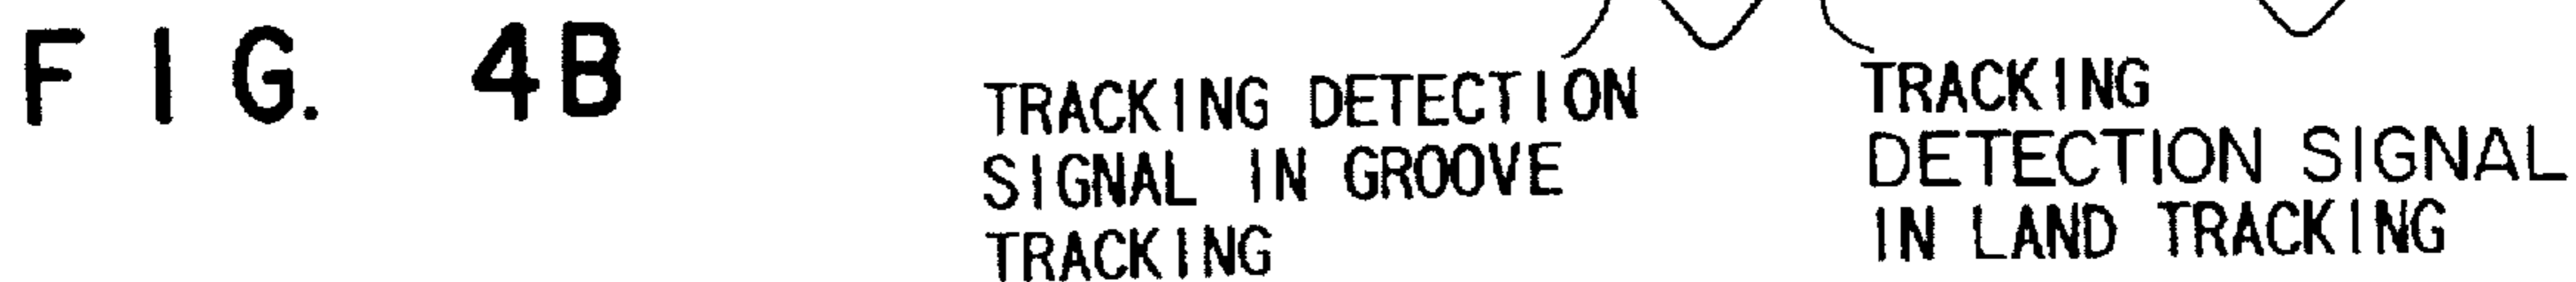 FIG. 4B
TRACKING DETECTION
SIGNAL IN GROOVE
TRACKING
TRACKING
DETECTION SIGNAL
IN LAND TRACKING